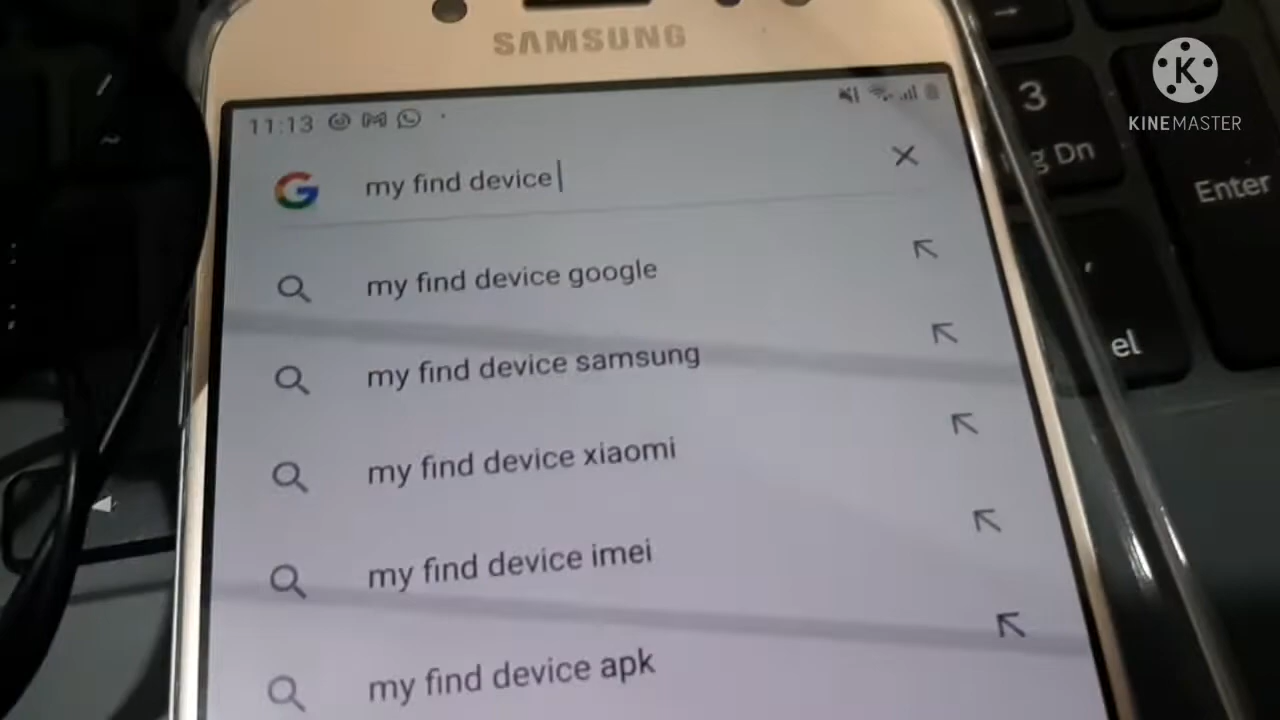 SAMSUNG
11:13
my find device
my find device google
my find device samsung
my find device xiaomi
my find device imei
my find device apk
3
g Dn
Enter
el
K
KINEMASTER